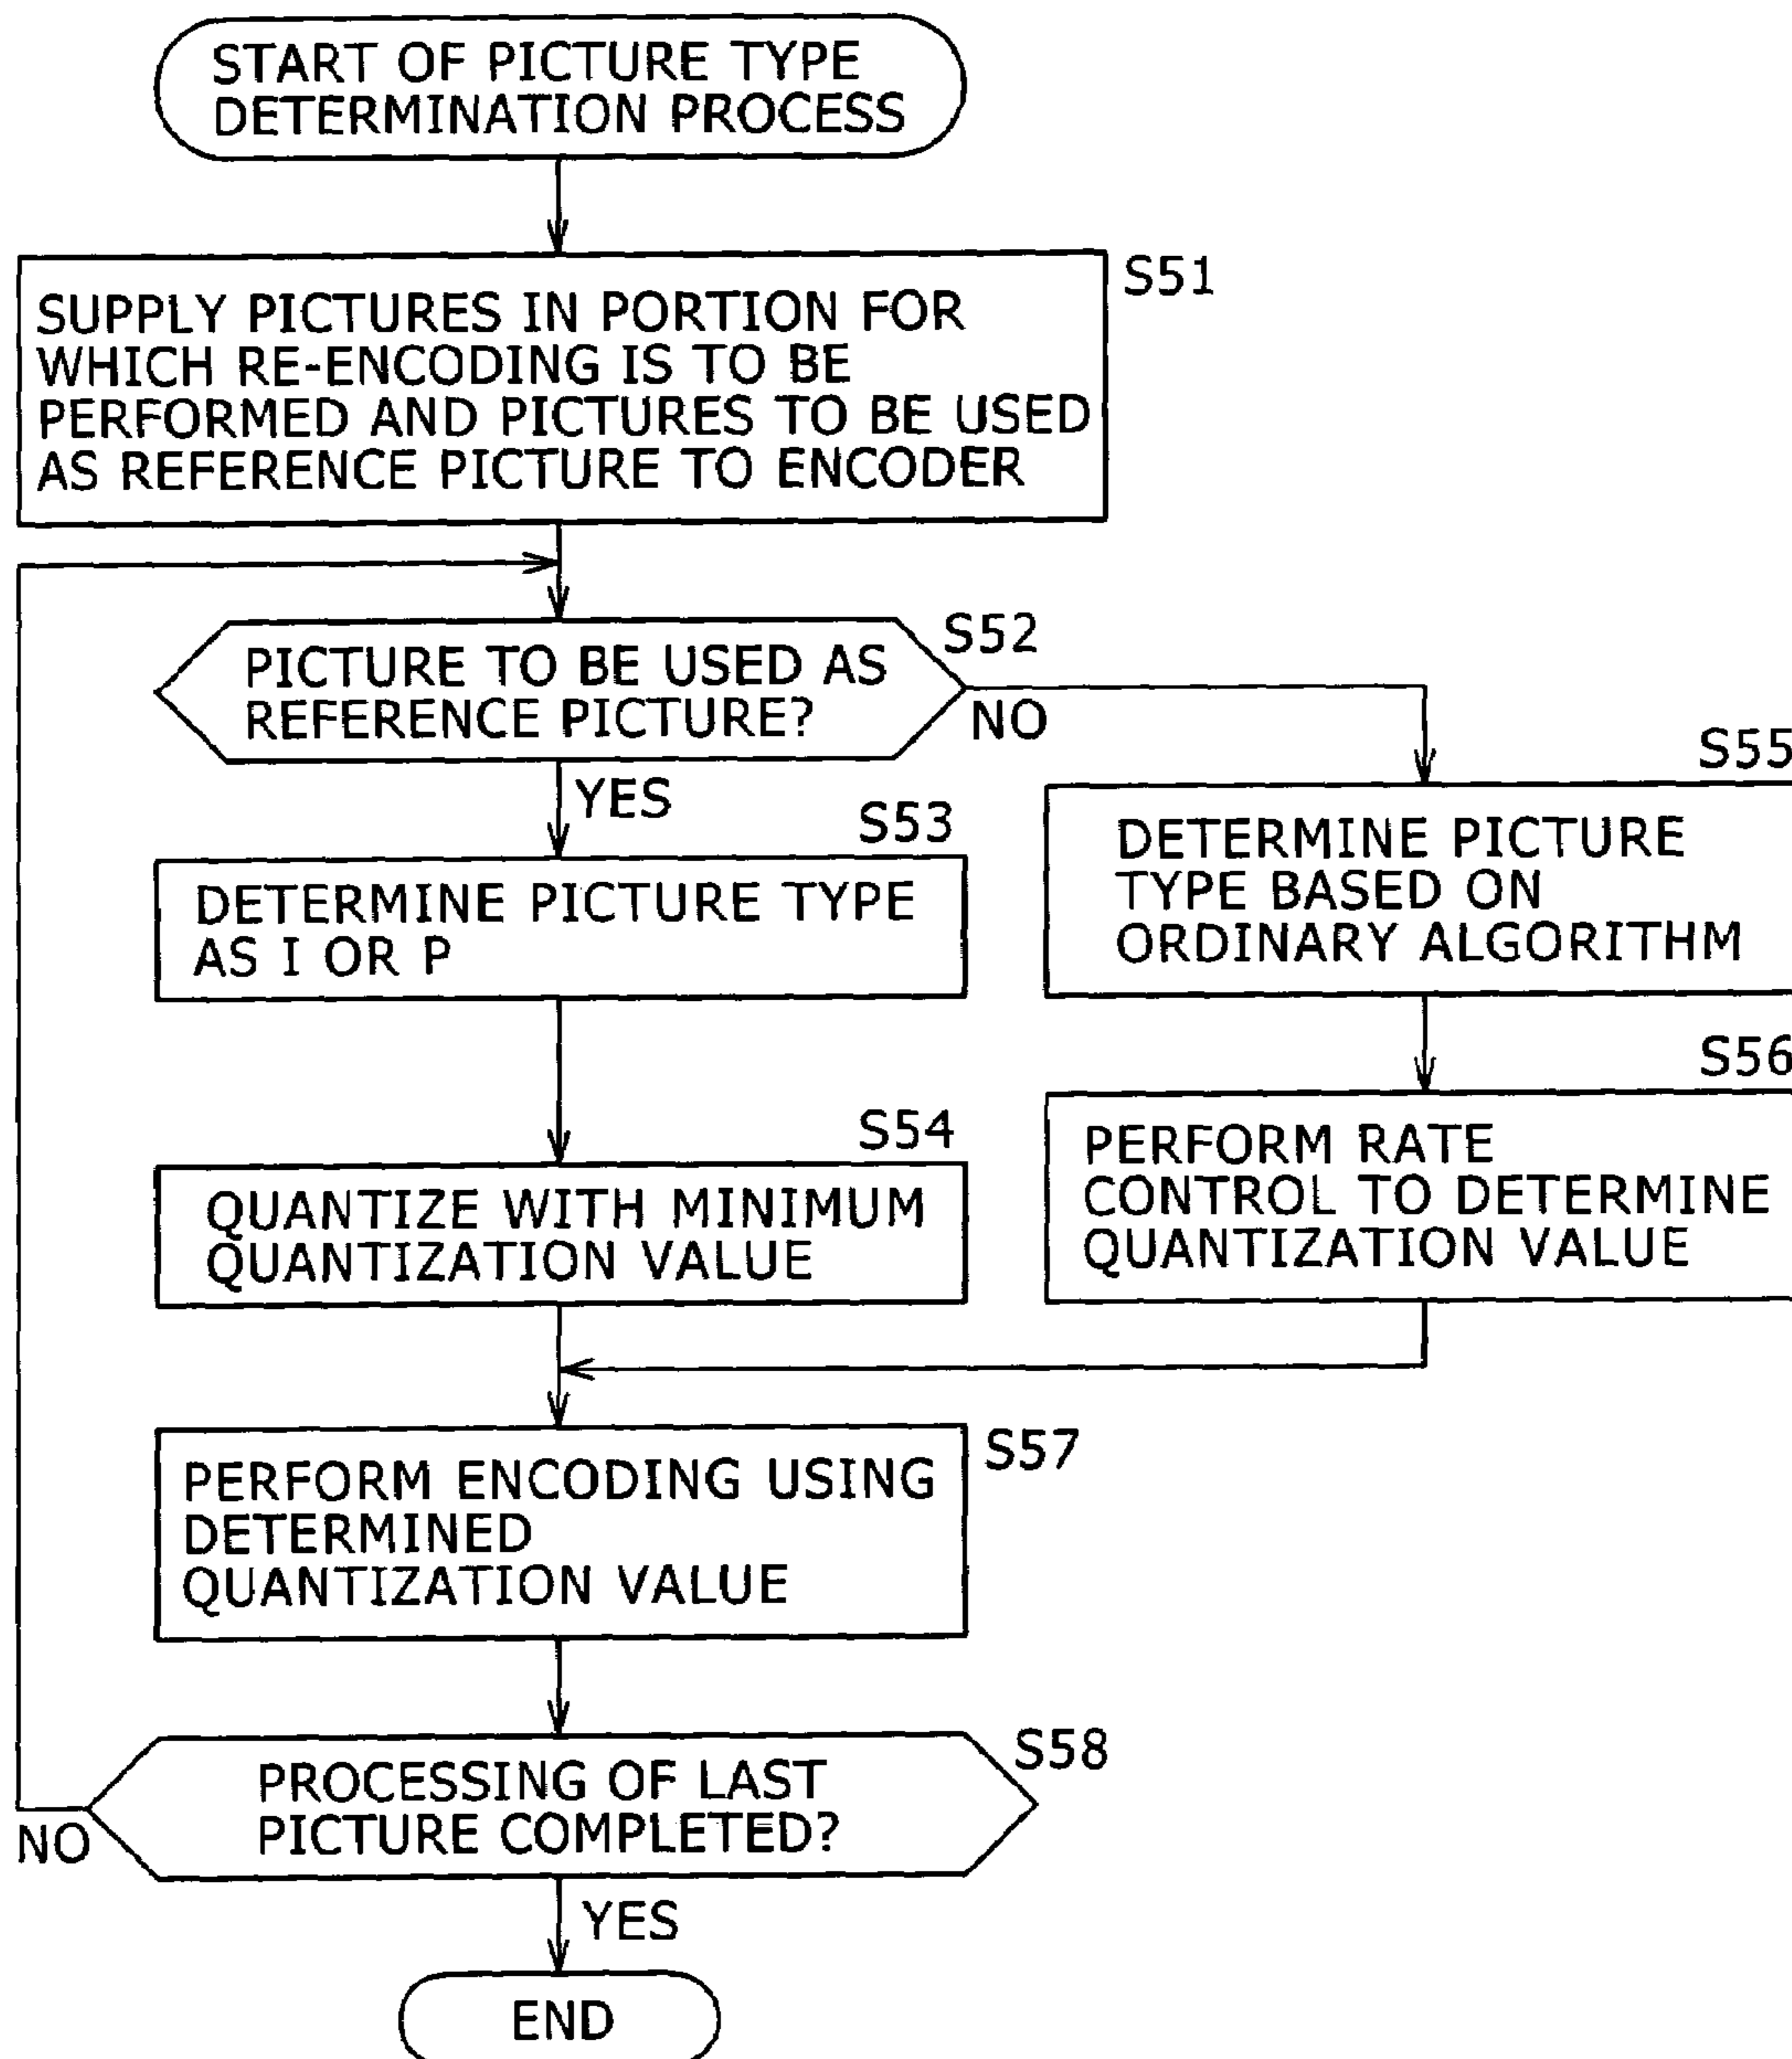 START OF PICTURE TYPE
DETERMINATION PROCESS
S51
SUPPLY PICTURES IN PORTION FOR
WHICH RE-ENCODING IS TO BE
PERFORMED AND PICTURES TO BE USED
AS REFERENCE PICTURE TO ENCODER
S52
PICTURE TO BE USED AS
REFERENCE PICTURE?
NO
YES
S53
DETERMINE PICTURE TYPE
AS I OR P
S54
QUANTIZE WITH MINIMUM
QUANTIZATION VALUE
S55
DETERMINE PICTURE
TYPE BASED ON
ORDINARY ALGORITHM
S56
PERFORM RATE
CONTROL TO DETERMINE
QUANTIZATION VALUE
S57
PERFORM ENCODING USING
DETERMINED
QUANTIZATION VALUE
S58
PROCESSING OF LAST
PICTURE COMPLETED?
NO
YES
END